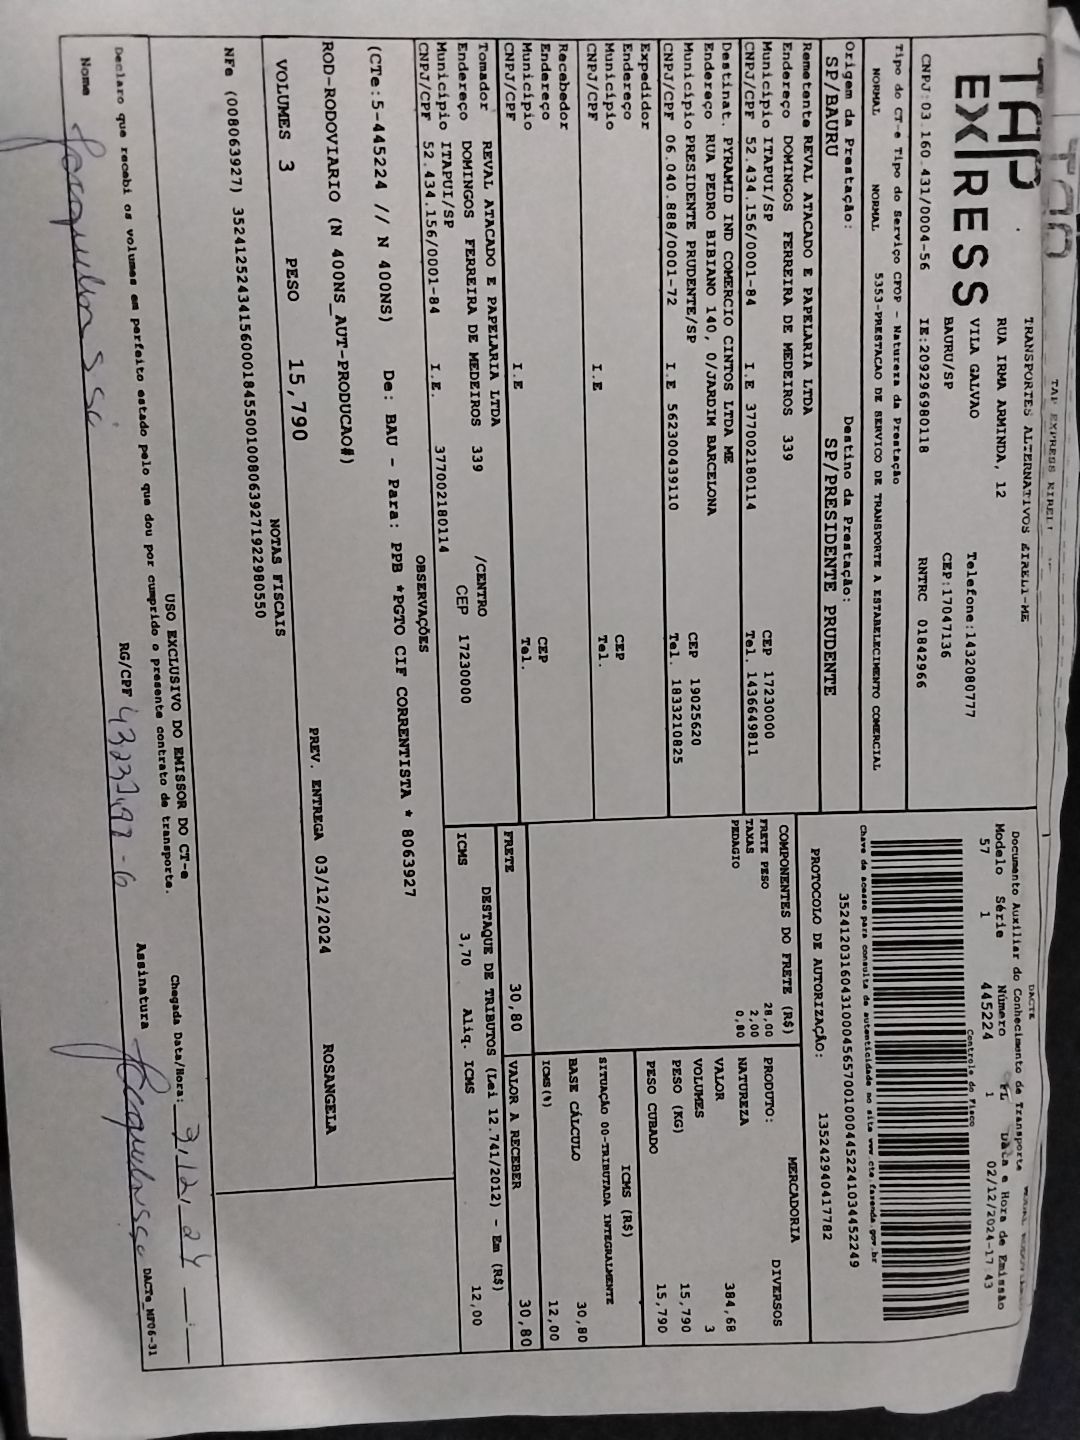 TAP EXPRESS EIRELI
TAP
EXPRESS
TRANSPORTES ALTERNATIVOS EIRELI-ME
RUA IRMA ARMINDA, 12
VILA GALVAO Telefone:1432080777
BAURU/SP CEP:17047136
CNPJ:03.160.431/0004-56 IE:209296980118 RNTRC 01842966
Tipo do CT-e Tipo do Serviço CFOP - Natureza da Prestação
NORMAL NORMAL 5353-PRESTACAO DE SERVICO DE TRANSPORTE A ESTABELECIMENTO COMERCIAL
Origem da Prestação: Destino da Prestação:
SP/BAURU SP/PRESIDENTE PRUDENTE
Remetente REVAL ATACADO E PAPELARIA LTDA
Endereço DOMINGOS FERREIRA DE MEDEIROS 339
Municipio ITAPUI/SP CEP 17230000
CNPJ/CPF 52.434.156/0001-84 I.E 377002180114 Tel. 1436649811
Destinat. PYRAMID IND COMERCIO CINTOS LTDA ME
Endereço RUA PEDRO BIBIANO 140, 0/JARDIM BARCELONA
Municipio PRESIDENTE PRUDENTE/SP CEP 19025620
CNPJ/CPF 06.040.888/0001-72 I.E 562300439110 Tel. 1833210825
Expedidor
Endereço
Municipio CEP
CNPJ/CPF I.E Tel.
Recebedor
Endereço
Municipio CEP
CNPJ/CPF I.E Tel.
Tomador REVAL ATACADO E PAPELARIA LTDA
Endereço DOMINGOS FERREIRA DE MEDEIROS 339 /CENTRO
Municipio ITAPUI/SP CEP 17230000
CNPJ/CPF 52.434.156/0001-84 I.E. 377002180114
DACTE
Documento Auxiliar do Conhecimento de Transporte
Modelo Série Número FL Data e Hora de Emissão
57 1 445224 1 02/12/2024-17:43
Controle do Fisco
Chave de acesso para consulta de autenticidade no site www.cte.fazenda.gov.br
35241203160431000456570010004452241034452249
PROTOCOLO DE AUTORIZAÇÃO: 135242940417782
COMPONENTES DO FRETE (R$)
FRETE PESO 28,00
TAXAS 2,00
PEDAGIO 0,80
MERCADORIA
PRODUTO: DIVERSOS
NATUREZA
VALOR 384,68
VOLUMES 3
PESO (KG) 15,790
PESO CUBADO 15,790
ICMS (R$)
SITUAÇÃO 00-TRIBUTADA INTEGRALMENTE
BASE CÁLCULO 30,80
ICMS(%) 12,00
FRETE 30,80 VALOR A RECEBER 30,80
DESTAQUE DE TRIBUTOS (Lei 12.741/2012) - Em (R$)
ICMS 3,70 Aliq. ICMS 12,00
OBSERVAÇÕES
(CTe:5-445224 // N 400NS) De: BAU - Para: PPB *PGTO CIF CORRENTISTA * 8063927
ROD-RODOVIARIO (N 400NS_AUT-PRODUCAO#)
PREV. ENTREGA 03/12/2024 ROSANGELA
VOLUMES 3 PESO 15,790
NOTAS FISCAIS
NFe (008063927) 35241252434156000184550010080639271922980550
USO EXCLUSIVO DO EMISSOR DO CT-e
Declaro que recebi os volumes em perfeito estado pelo que dou por cumprido o presente contrato de transporte.
Chegada Data/Hora: 3,12,24
Nome RG/CPF Assinatura
DACTe_MF06-31